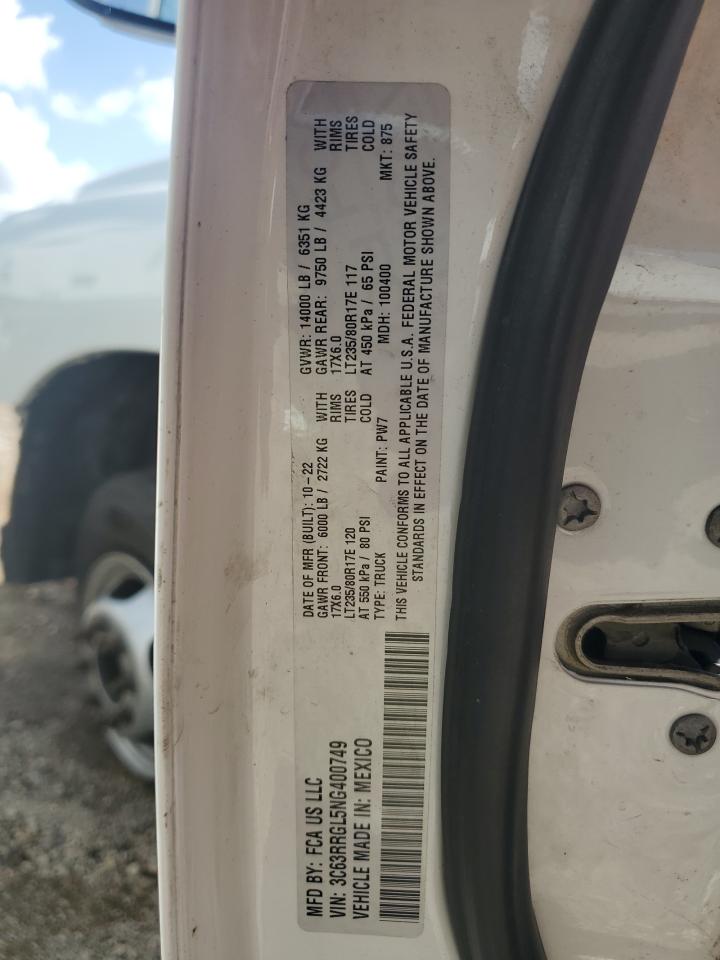 MFD BY: FCA US LLC
VIN: 3C63RRGL5NG400749
VEHICLE MADE IN: MEXICO
DATE OF MFR (BUILT): 10-22
GAWR FRONT: 6000 LB / 2722 KG WITH
17X6.0 RIMS
LT235/80R17E 120 TIRES
AT 550 kPa / 80 PSI COLD
GVWR: 14000 LB / 6351 KG
GAWR REAR: 9750 LB / 4423 KG WITH
17X6.0 RIMS
LT235/80R17E 117 TIRES
AT 450 kPa / 65 PSI COLD
TYPE: TRUCK PAINT: PW7 MDH: 100400 MKT: 875
THIS VEHICLE CONFORMS TO ALL APPLICABLE U.S.A. FEDERAL MOTOR VEHICLE SAFETY
STANDARDS IN EFFECT ON THE DATE OF MANUFACTURE SHOWN ABOVE.